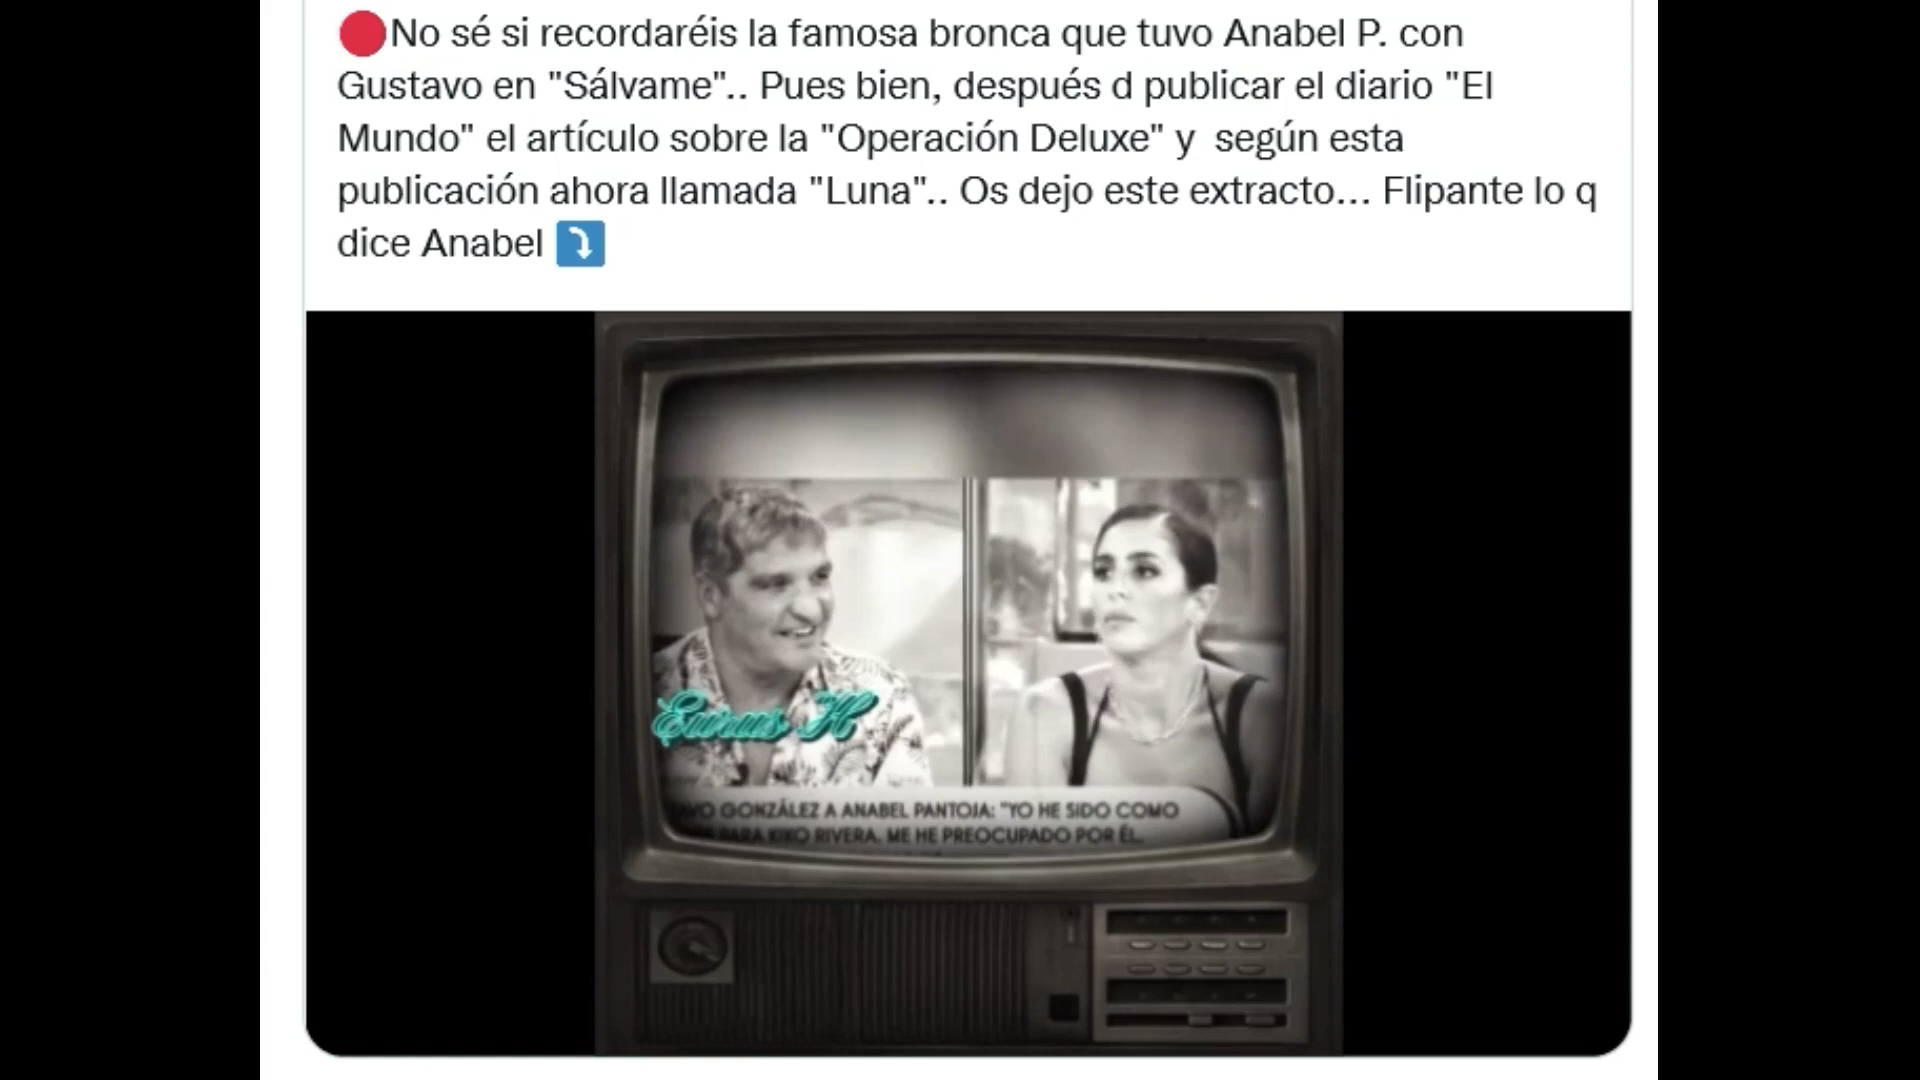 No sé si recordaréis la famosa bronca que tuvo Anabel P. con
Gustavo en "Sálvame".. Pues bien, después d publicar el diario "El
Mundo" el artículo sobre la "Operación Deluxe" y  según esta
publicación ahora llamada "Luna".. Os dejo este extracto... Flipante lo q
dice Anabel
Eurus H
GONZÁLEZ A ANABEL PANTOJA: "YO HE SIDO COMO
PARA KIKO RIVERA. ME HE PREOCUPADO POR ÉL.